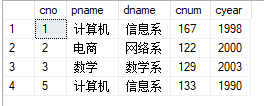 cno pname dname cnum cyear
1 1 计算机 信息系 167 1998
2 2 电商 网络系 122 2000
3 3 数学 数学系 129 2003
4 5 计算机 信息系 133 1990